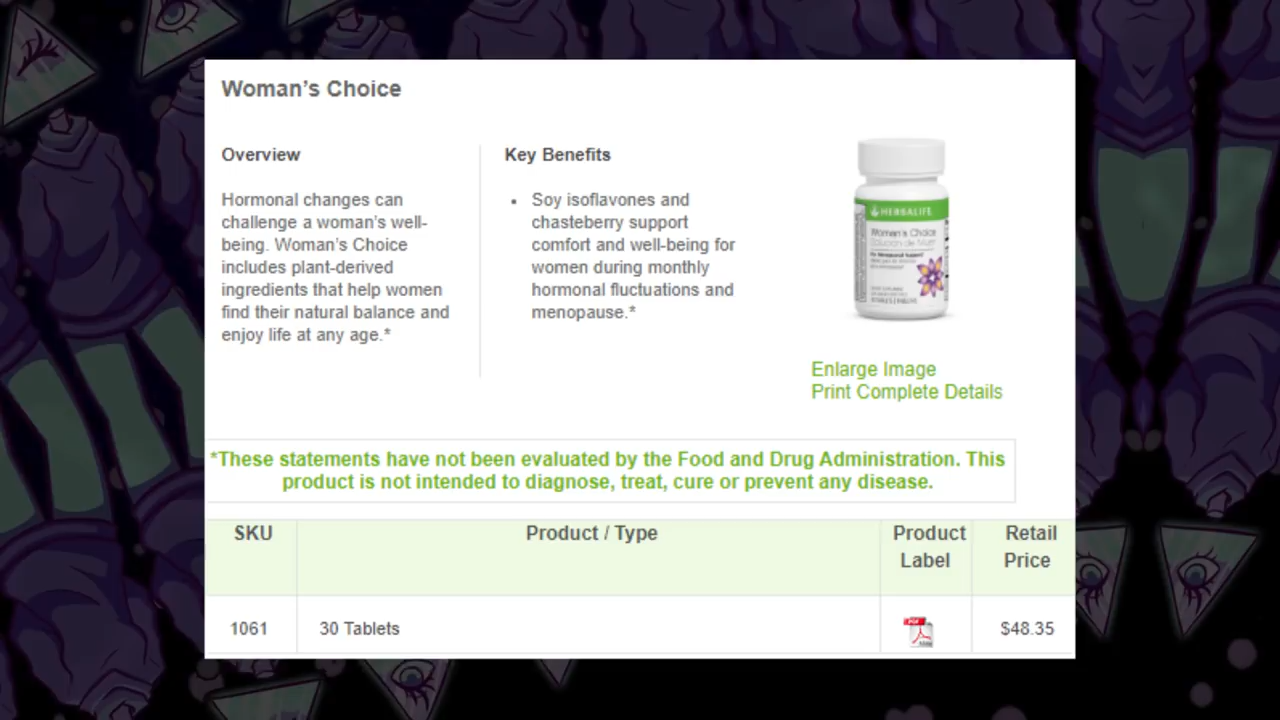 Woman's Choice
Overview
Hormonal changes can
challenge a woman's well-
being. Woman's Choice
includes plant-derived
ingredients that help women
find their natural balance and
enjoy life at any age.*
Key Benefits
• Soy isoflavones and
chasteberry support
comfort and well-being for
women during monthly
hormonal fluctuations and
menopause.*
HERBALIFE
Woman's Choice
Solución de Mujer
Enlarge Image
Print Complete Details
*These statements have not been evaluated by the Food and Drug Administration. This
product is not intended to diagnose, treat, cure or prevent any disease.
SKU Product / Type Product Label Retail Price
1061 30 Tablets PDF $48.35